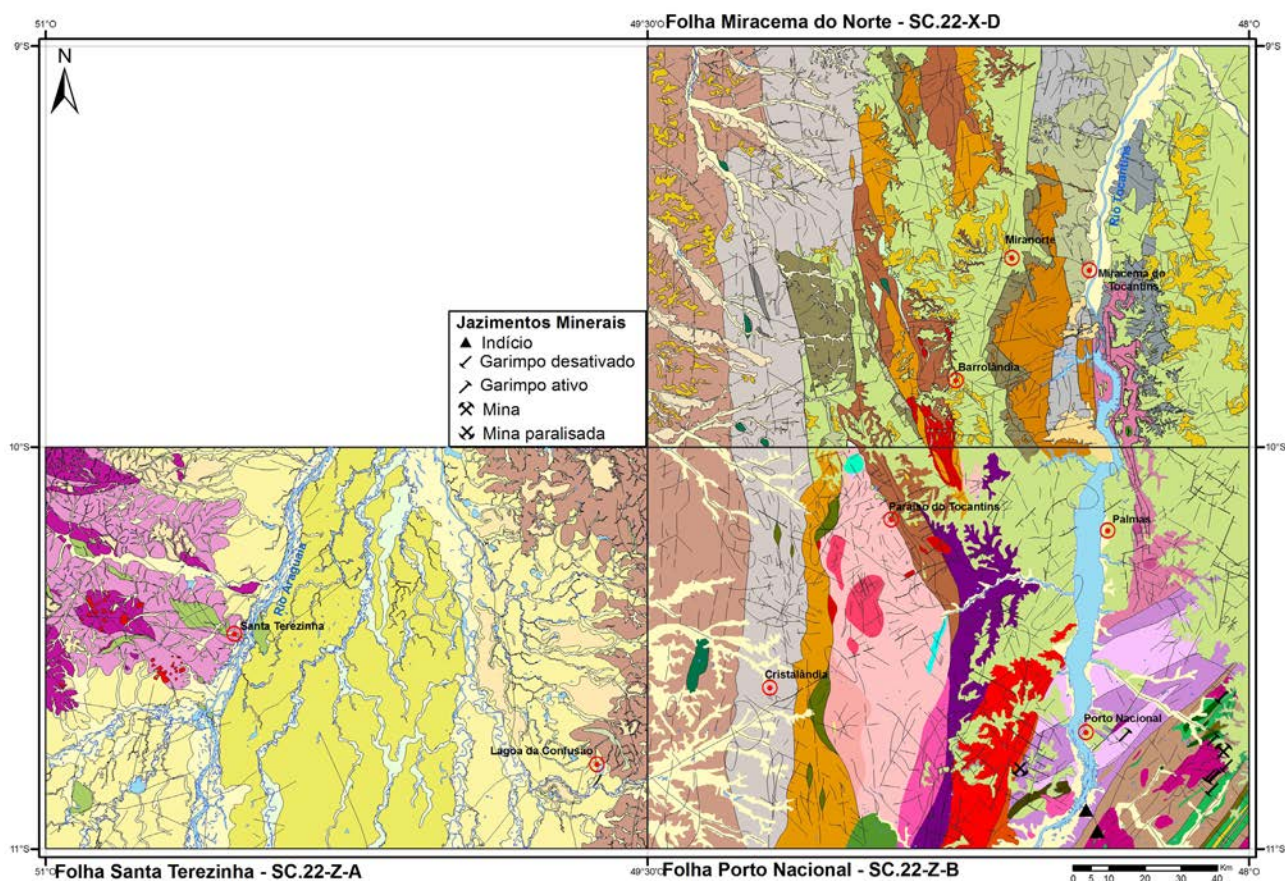 Folha Miracema do Norte - SC.22-X-D
51°O
49°30'O
48°O
9°S
9°S
N
Rio Tocantins
Miranorte
Miracema do
Tocantins
Jazimentos Minerais
Indício
Garimpo desativado
Garimpo ativo
Mina
Mina paralisada
Barrolândia
10°S
10°S
Paraíso do Tocantins
Palmas
Rio Araguaia
Santa Terezinha
Cristalândia
Porto Nacional
Lagoa da Confusão
11°S
11°S
Folha Santa Terezinha - SC.22-Z-A
49°30'O
Folha Porto Nacional - SC.22-Z-B
48°O
Km
0 5 10 20 30 40